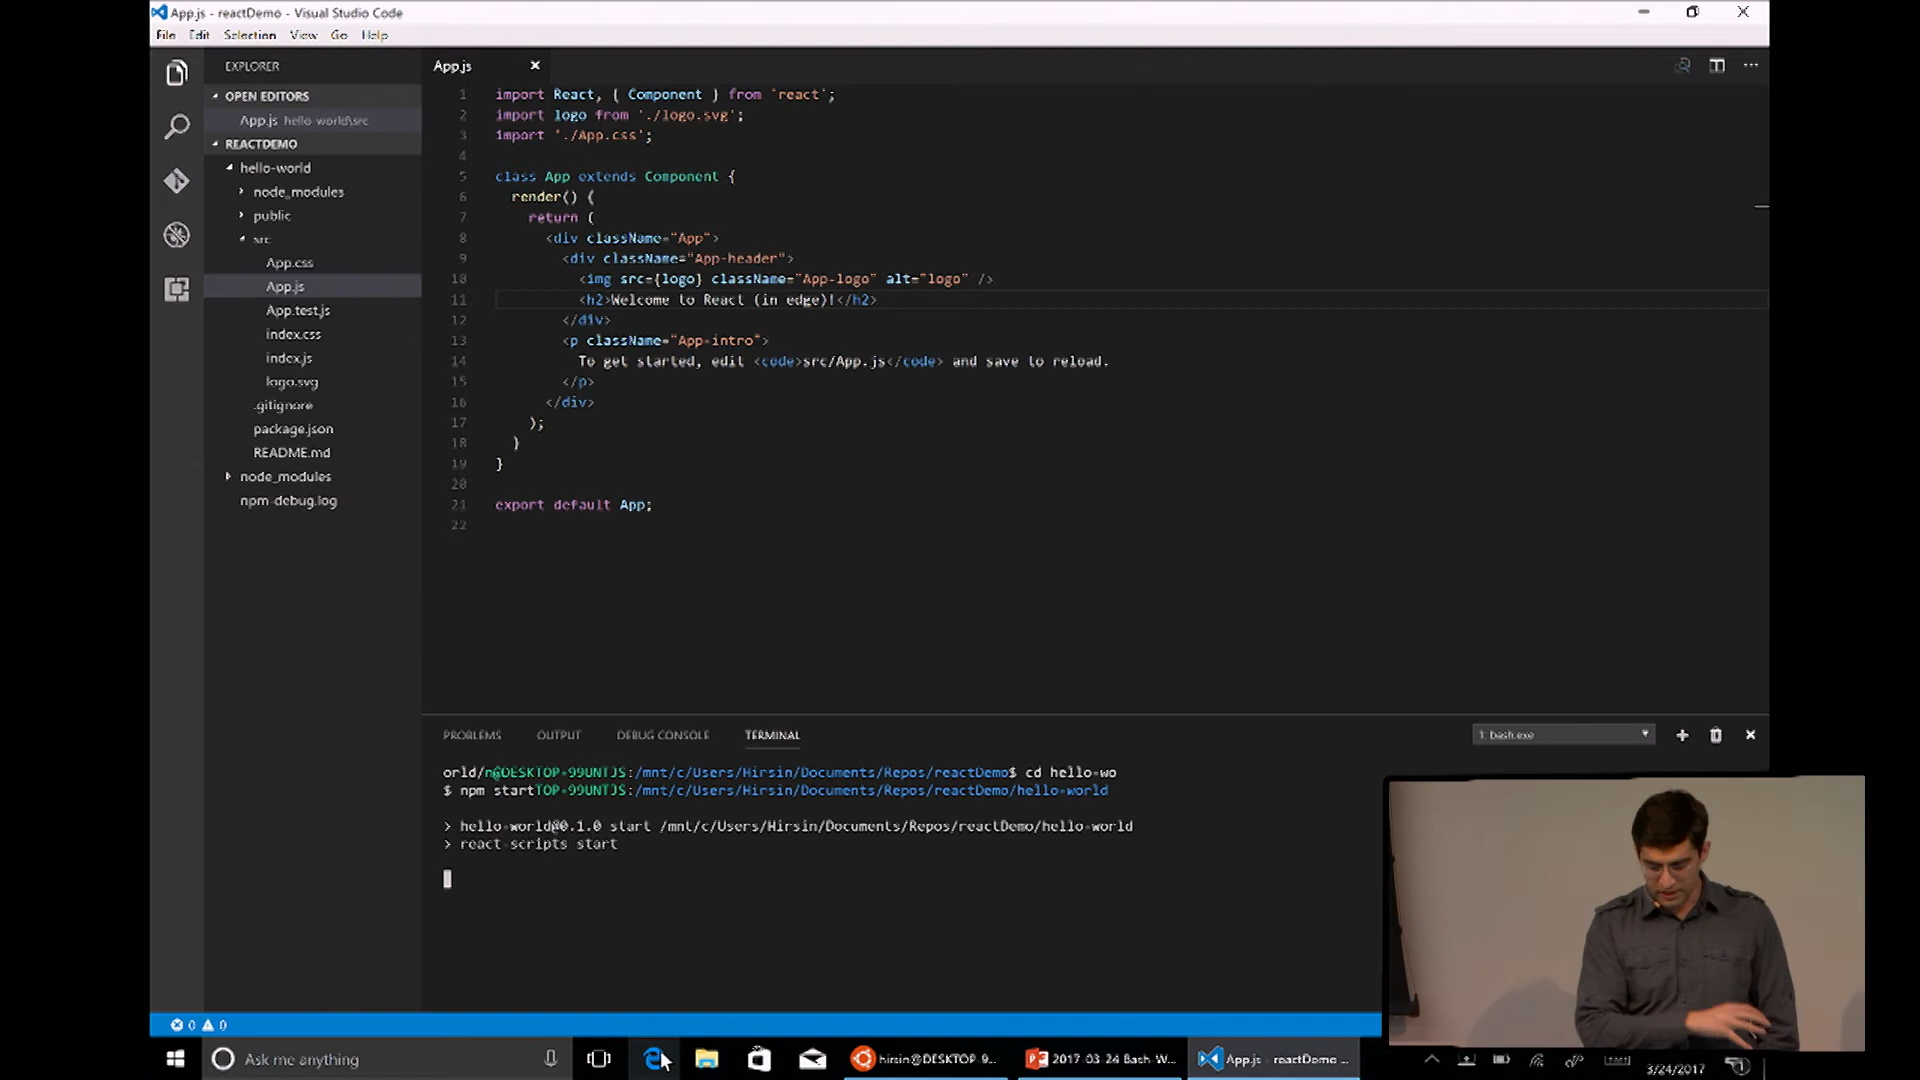 App.js - reactDemo - Visual Studio Code
File Edit Selection View Go Help
EXPLORER
OPEN EDITORS
App.js hello-world\src
REACTDEMO
hello-world
node_modules
public
src
App.css
App.js
App.test.js
index.css
index.js
logo.svg
.gitignore
package.json
README.md
node_modules
npm-debug.log
App.js
1 import React, { Component } from 'react';
2 import logo from './logo.svg';
3 import './App.css';
4
5 class App extends Component {
6 render() {
7 return (
8 <div className="App">
9 <div className="App-header">
10 <img src={logo} className="App-logo" alt="logo" />
11 <h2>Welcome to React (in edge)!</h2>
12 </div>
13 <p className="App-intro">
14 To get started, edit <code>src/App.js</code> and save to reload.
15 </p>
16 </div>
17 );
18 }
19 }
20
21 export default App;
22
PROBLEMS OUTPUT DEBUG CONSOLE TERMINAL
1: bash.exe
orld/n@DESKTOP-99UNTJS:/mnt/c/Users/Hirsin/Documents/Repos/reactDemo$ cd hello-wo
$ npm startTOP-99UNTJS:/mnt/c/Users/Hirsin/Documents/Repos/reactDemo/hello-world
> hello-world@0.1.0 start /mnt/c/Users/Hirsin/Documents/Repos/reactDemo/hello-world
> react-scripts start
0 0
Ask me anything
hirsin@DESKTOP-9...
2017-03-24 Bash-W...
App.js - reactDemo ...
3/24/2017